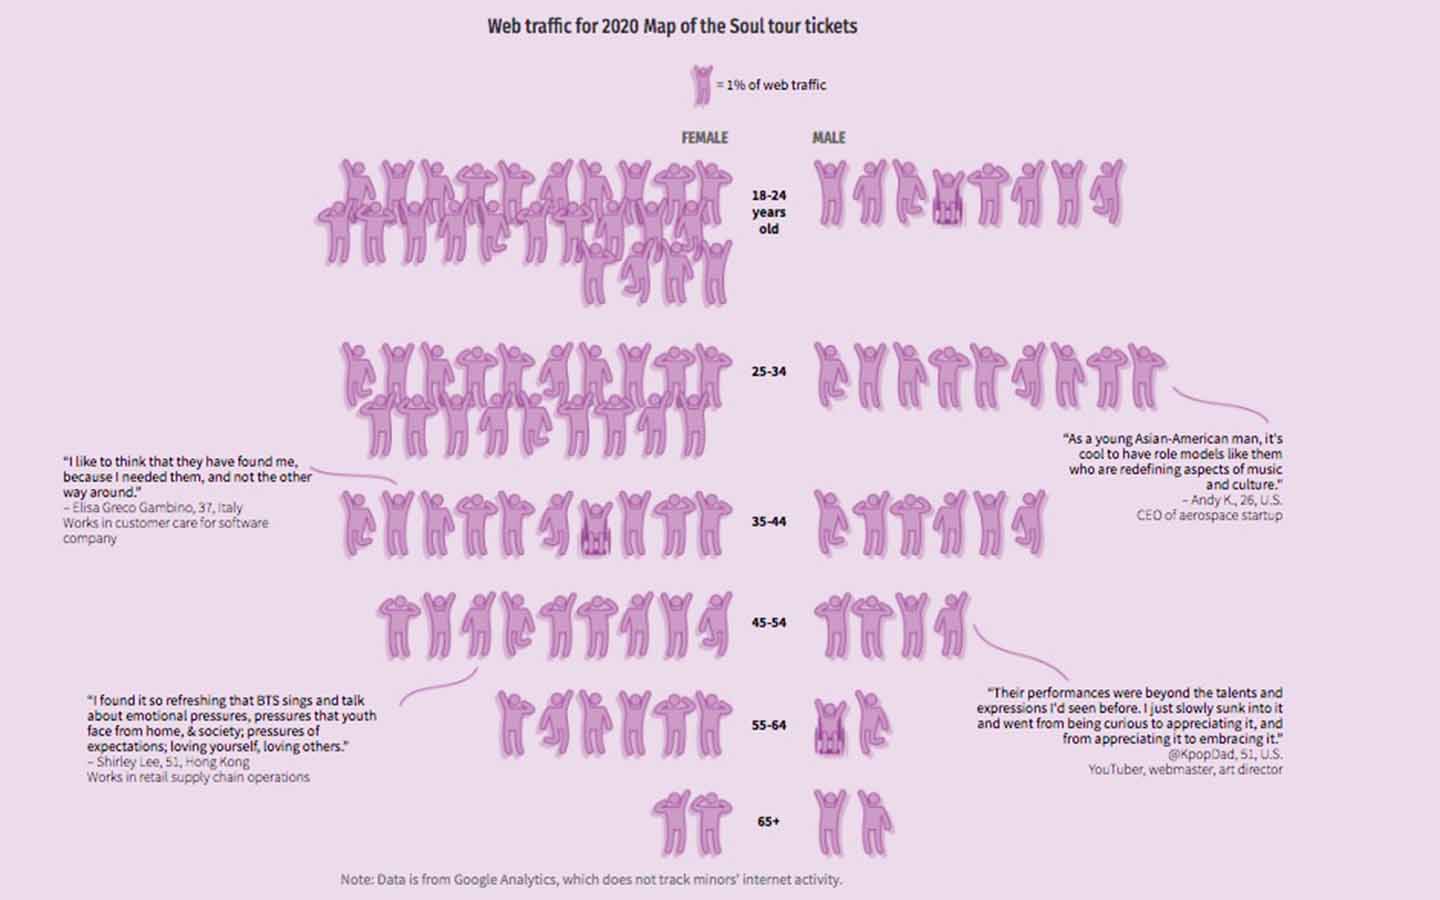 Web traffic for 2020 Map of the Soul tour tickets
= 1% of web traffic
FEMALE
MALE
18-24
years
old
25-34
"As a young Asian-American man, it's
cool to have role models like them
who are redefining aspects of music
and culture."
– Andy K., 26, U.S.
CEO of aerospace startup
"I like to think that they have found me,
because I needed them, and not the other
way around."
– Elisa Greco Gambino, 37, Italy
Works in customer care for software
company
35-44
45-54
"I found it so refreshing that BTS sings and talk
about emotional pressures, pressures that youth
face from home, & society; pressures of
expectations; loving yourself, loving others."
– Shirley Lee, 51, Hong Kong
Works in retail supply chain operations
55-64
"Their performances were beyond the talents and
expressions I'd seen before. I just slowly sunk into it
and went from being curious to appreciating it, and
from appreciating it to embracing it."
@KpopDad, 51, U.S.
YouTuber, webmaster, art director
65+
Note: Data is from Google Analytics, which does not track minors' internet activity.